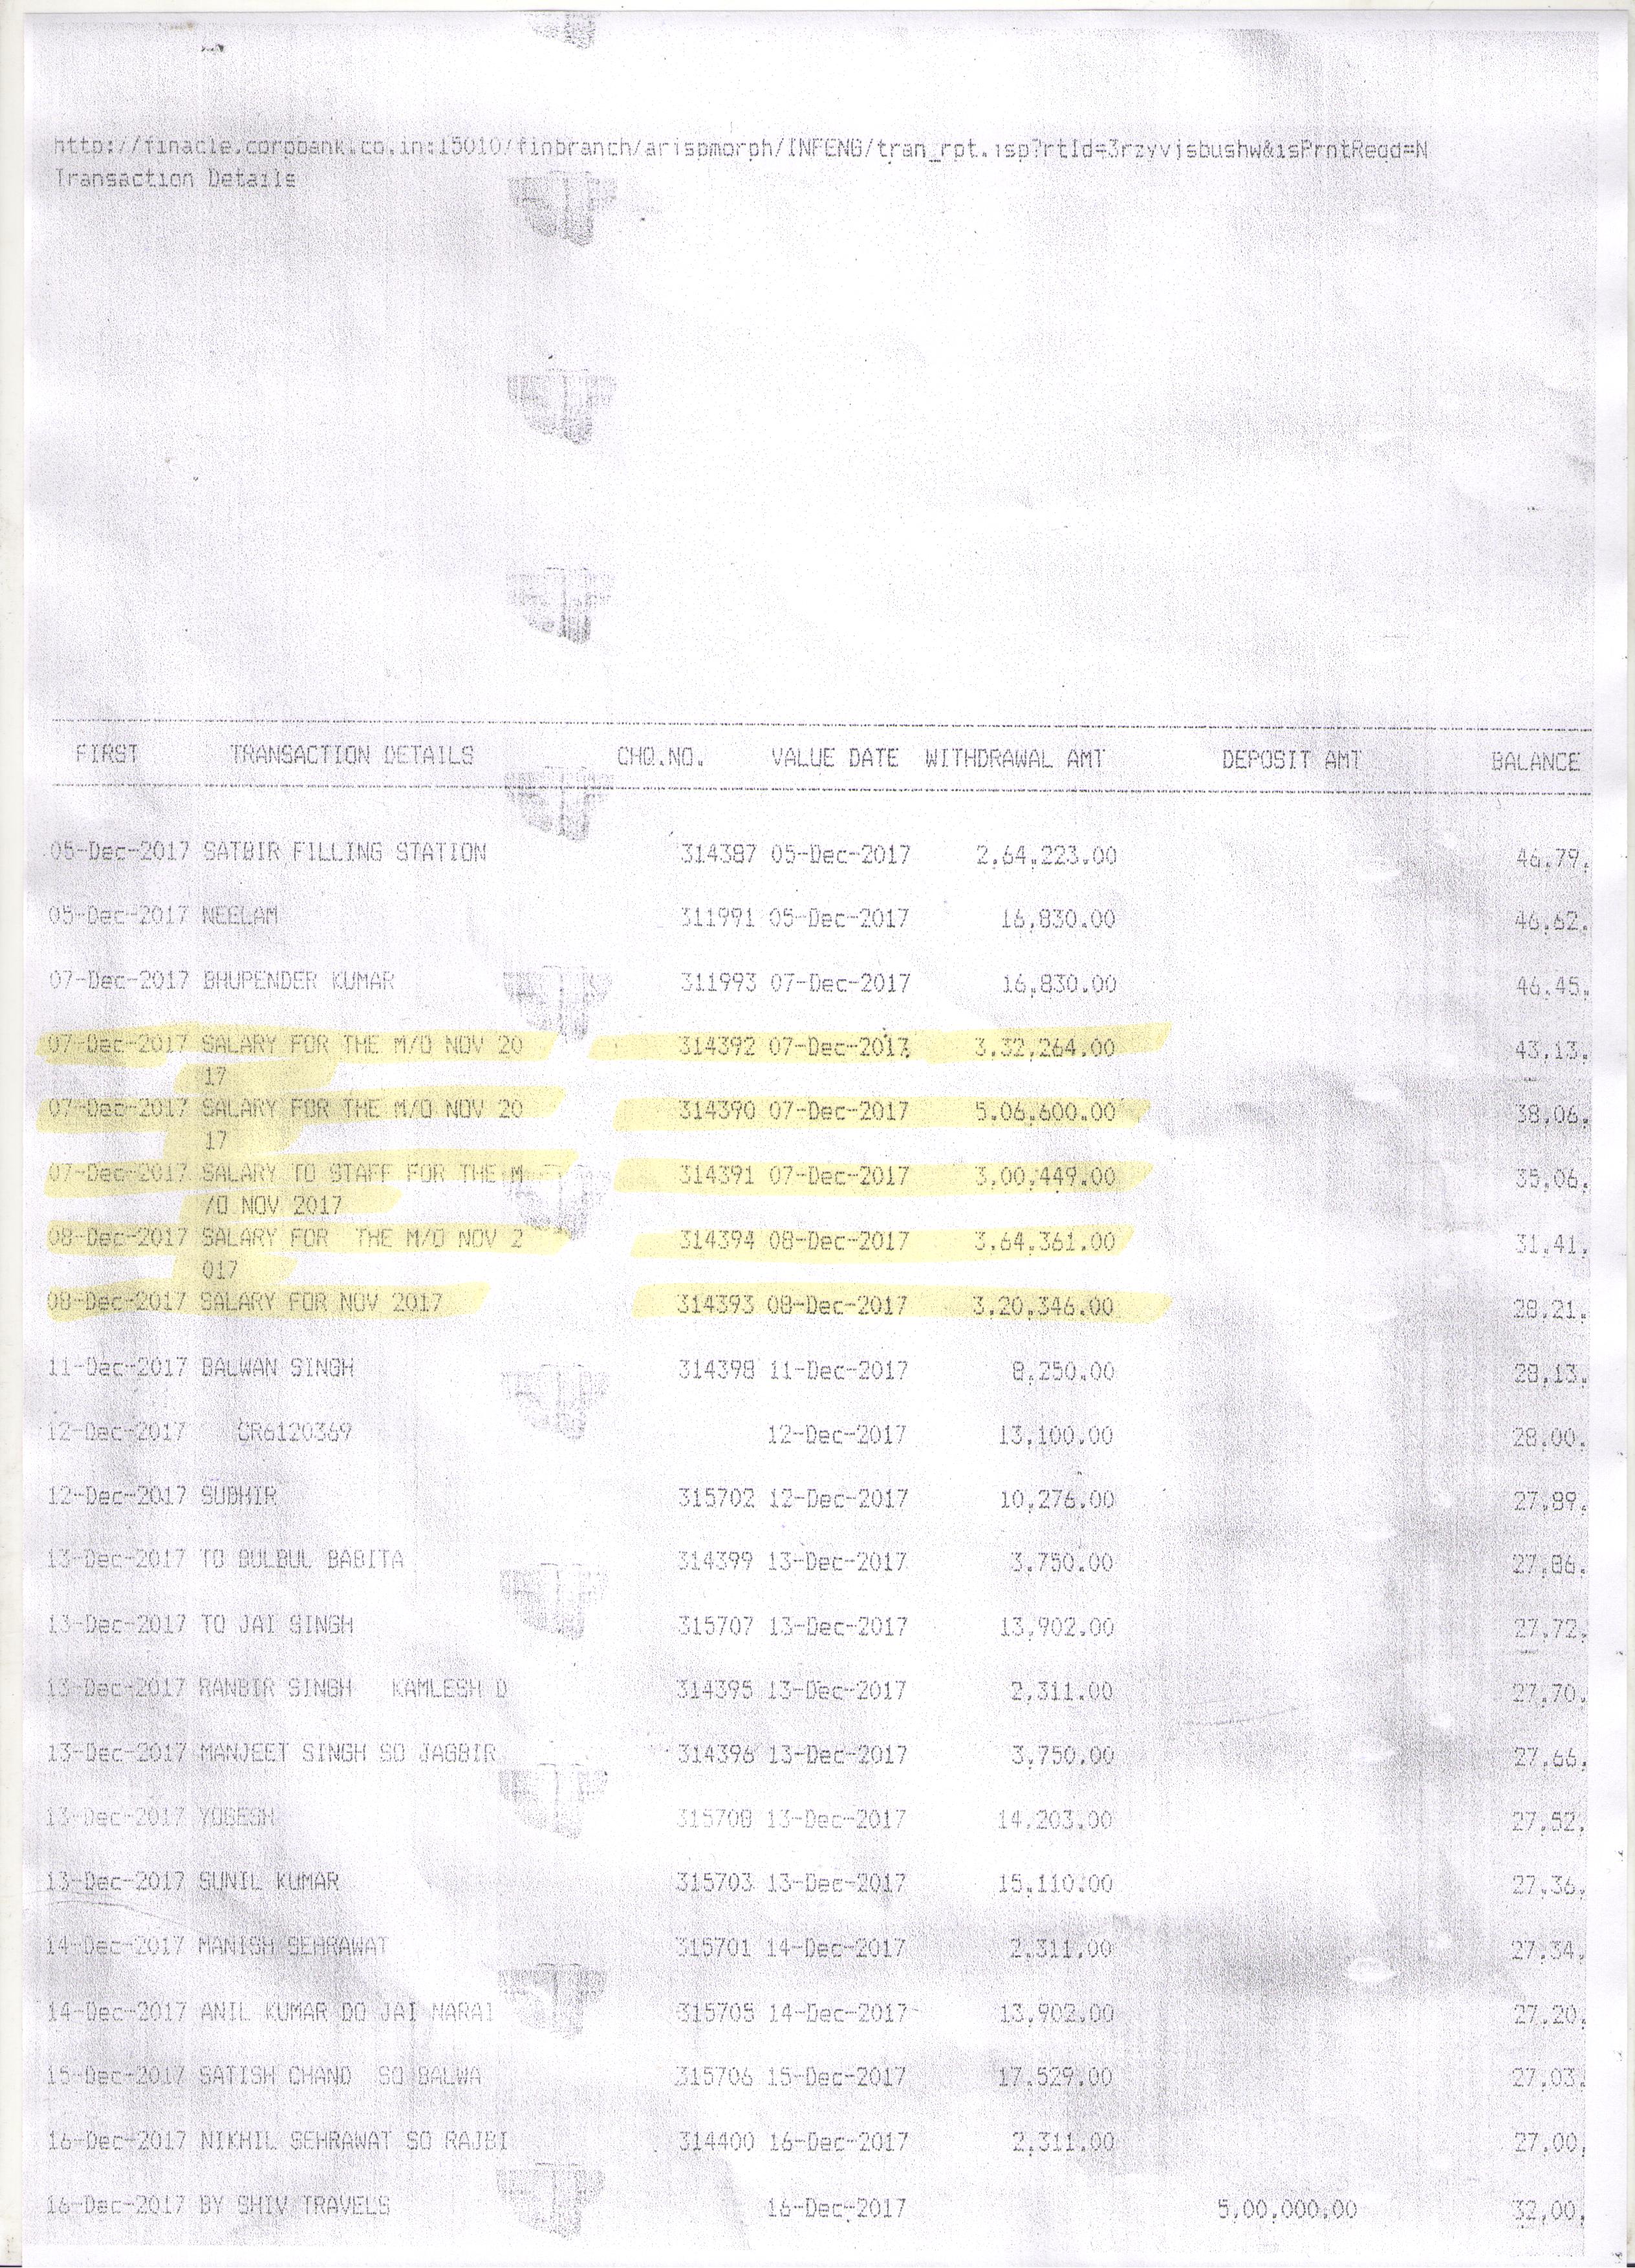 http://finacle.corpbank.co.in:15010/finbranch/arjspmorph/INFENG/tran_rpt.jsp?rtId=3rzyvjsbushw&isPrntReqd=N
Transaction Details
FIRST TRANSACTION DETAILS CHQ.NO. VALUE DATE WITHDRAWAL AMT DEPOSIT AMT BALANCE
05-Dec-2017 SATBIR FILLING STATION 314387 05-Dec-2017 2,64,223.00 46,79,
05-Dec-2017 NEELAM 311991 05-Dec-2017 16,830.00 46,62,
07-Dec-2017 BHUPENDER KUMAR 311993 07-Dec-2017 16,830.00 46,45,
07-Dec-2017 SALARY FOR THE M/O NOV 20 314392 07-Dec-2017 3,32,264.00 43,13,
17
07-Dec-2017 SALARY FOR THE M/O NOV 20 314390 07-Dec-2017 5,06,600.00 38,06,
17
07-Dec-2017 SALARY TO STAFF FOR THE M 314391 07-Dec-2017 3,00,449.00 35,06,
/O NOV 2017
08-Dec-2017 SALARY FOR THE M/O NOV 2 314394 08-Dec-2017 3,64,361.00 31,41,
017
08-Dec-2017 SALARY FOR NOV 2017 314393 08-Dec-2017 3,20,346.00 28,21,
11-Dec-2017 BALWAN SINGH 314398 11-Dec-2017 8,250.00 28,13,
12-Dec-2017 CR6120369 12-Dec-2017 13,100.00 28,00,
12-Dec-2017 SUDHIR 315702 12-Dec-2017 10,276.00 27,89,
13-Dec-2017 TO BULBUL BABITA 314399 13-Dec-2017 3,750.00 27,86,
13-Dec-2017 TO JAI SINGH 315707 13-Dec-2017 13,902.00 27,72,
13-Dec-2017 RANBIR SINGH KAMLESH D 314395 13-Dec-2017 2,311.00 27,70,
13-Dec-2017 MANJEET SINGH SO JAGBIR 314396 13-Dec-2017 3,750.00 27,66,
13-Dec-2017 YOGESH 315708 13-Dec-2017 14,203.00 27,52,
13-Dec-2017 SUNIL KUMAR 315703 13-Dec-2017 15,110.00 27,36,
14-Dec-2017 MANISH SEHRAWAT 315701 14-Dec-2017 2,311.00 27,34,
14-Dec-2017 ANIL KUMAR DO JAI NARAI 315705 14-Dec-2017 13,902.00 27,20,
15-Dec-2017 SATISH CHAND SO BALWA 315706 15-Dec-2017 17,529.00 27,03,
16-Dec-2017 NIKHIL SEHRAWAT SO RAJBI 314400 16-Dec-2017 2,311.00 27,00,
16-Dec-2017 BY SHIV TRAVELS 16-Dec-2017 5,00,000.00 32,00,